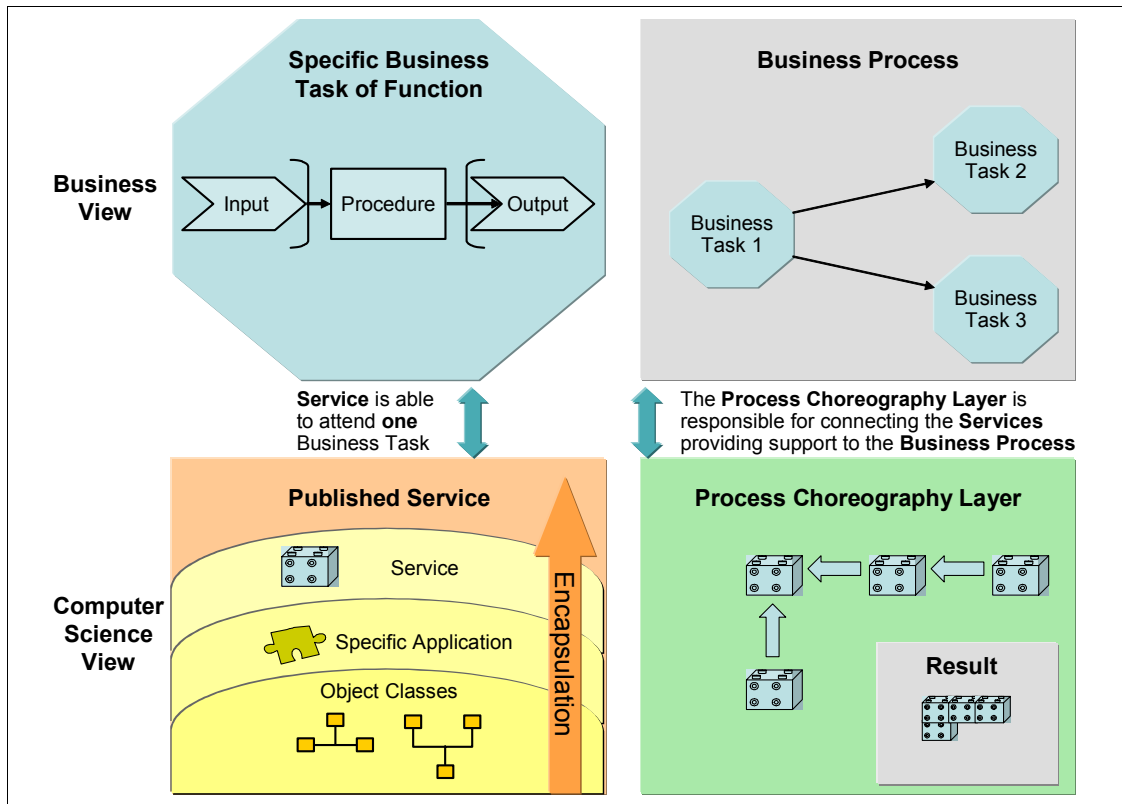 Specific Business
Task of Function
Business
View
Input
Procedure
Output
Business Process
Business
Task 1
Business
Task 2
Business
Task 3
Service is able
to attend one
Business Task
The Process Choreography Layer is
responsible for connecting the Services
providing support to the Business Process
Computer
Science
View
Published Service
Service
Specific Application
Object Classes
Encapsulation
Process Choreography Layer
Result